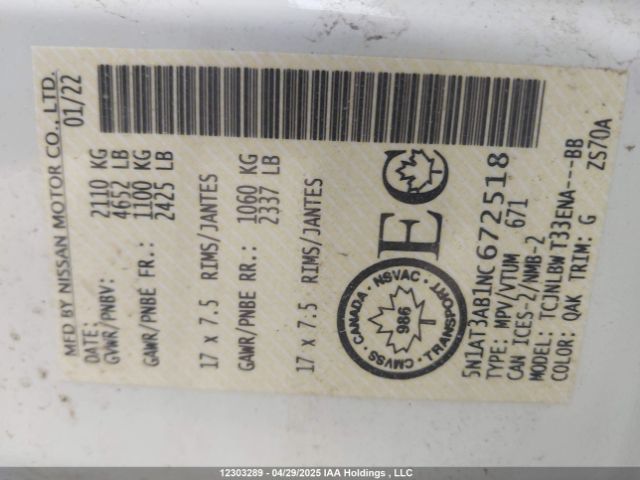 MFD BY NISSAN MOTOR CO., LTD.
DATE: 01/22
GVWR/PNBV: 2110 KG
4652 LB
GAWR/PNBE FR.: 1100 KG
2425 LB
17 x 7.5 RIMS/JANTES
GAWR/PNBE RR.: 1060 KG
2337 LB
17 x 7.5 RIMS/JANTES
EC
CANADA · NSVAC · TRANSPORT · CMVSS
986
5N1AT3AB1NC672518
TYPE: MPV/VTUM 671
CAN ICES-2/NMB-2
MODEL: TCJNLBW T33ENA---BB
COLOR: QAK TRIM: G ZS70A
12303289 - 04/29/2025 IAA Holdings , LLC